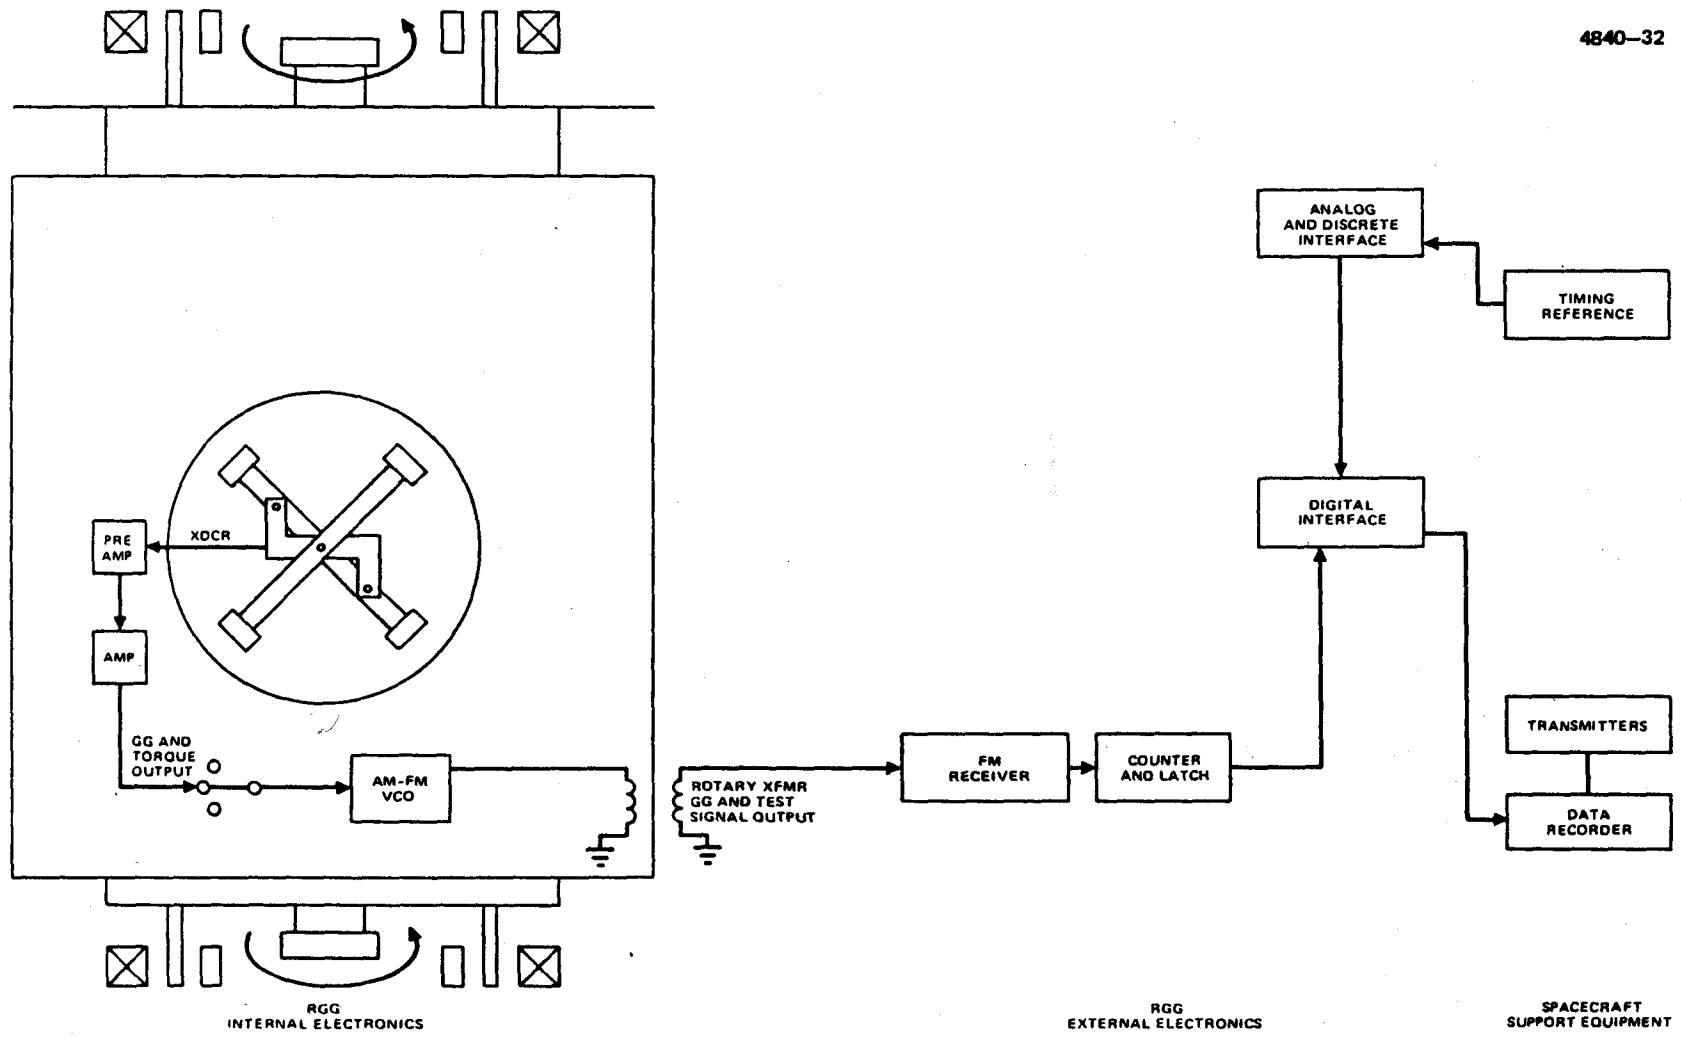 4840–32
ANALOG
AND DISCRETE
INTERFACE
TIMING
REFERENCE
DIGITAL
INTERFACE
PRE
AMP
XDCR
AMP
GG AND
TORQUE
OUTPUT
AM-FM
VCO
ROTARY XFMR
GG AND TEST
SIGNAL OUTPUT
FM
RECEIVER
COUNTER
AND LATCH
TRANSMITTERS
DATA
RECORDER
RGG
INTERNAL ELECTRONICS
RGG
EXTERNAL ELECTRONICS
SPACECRAFT
SUPPORT EQUIPMENT